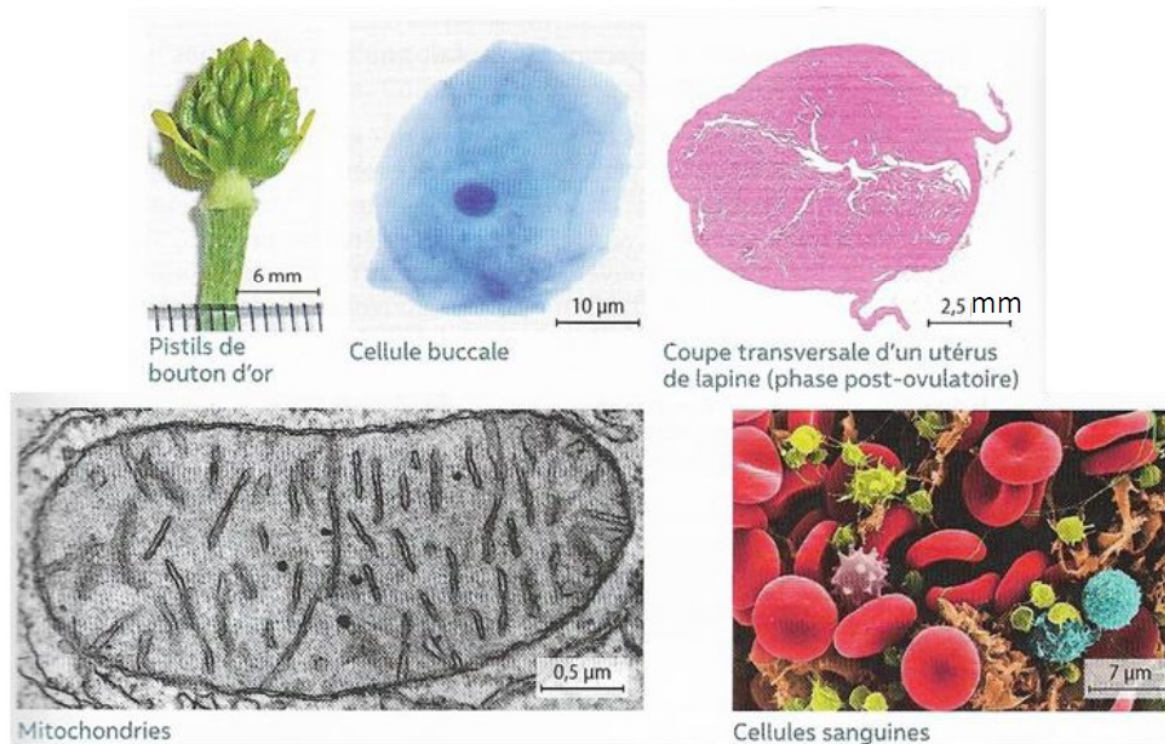 6 mm
10 µm
2,5 mm
Pistils de
bouton d'or
Cellule buccale
Coupe transversale d'un utérus
de lapine (phase post-ovulatoire)
0,5 µm
7 µm
Mitochondries
Cellules sanguines